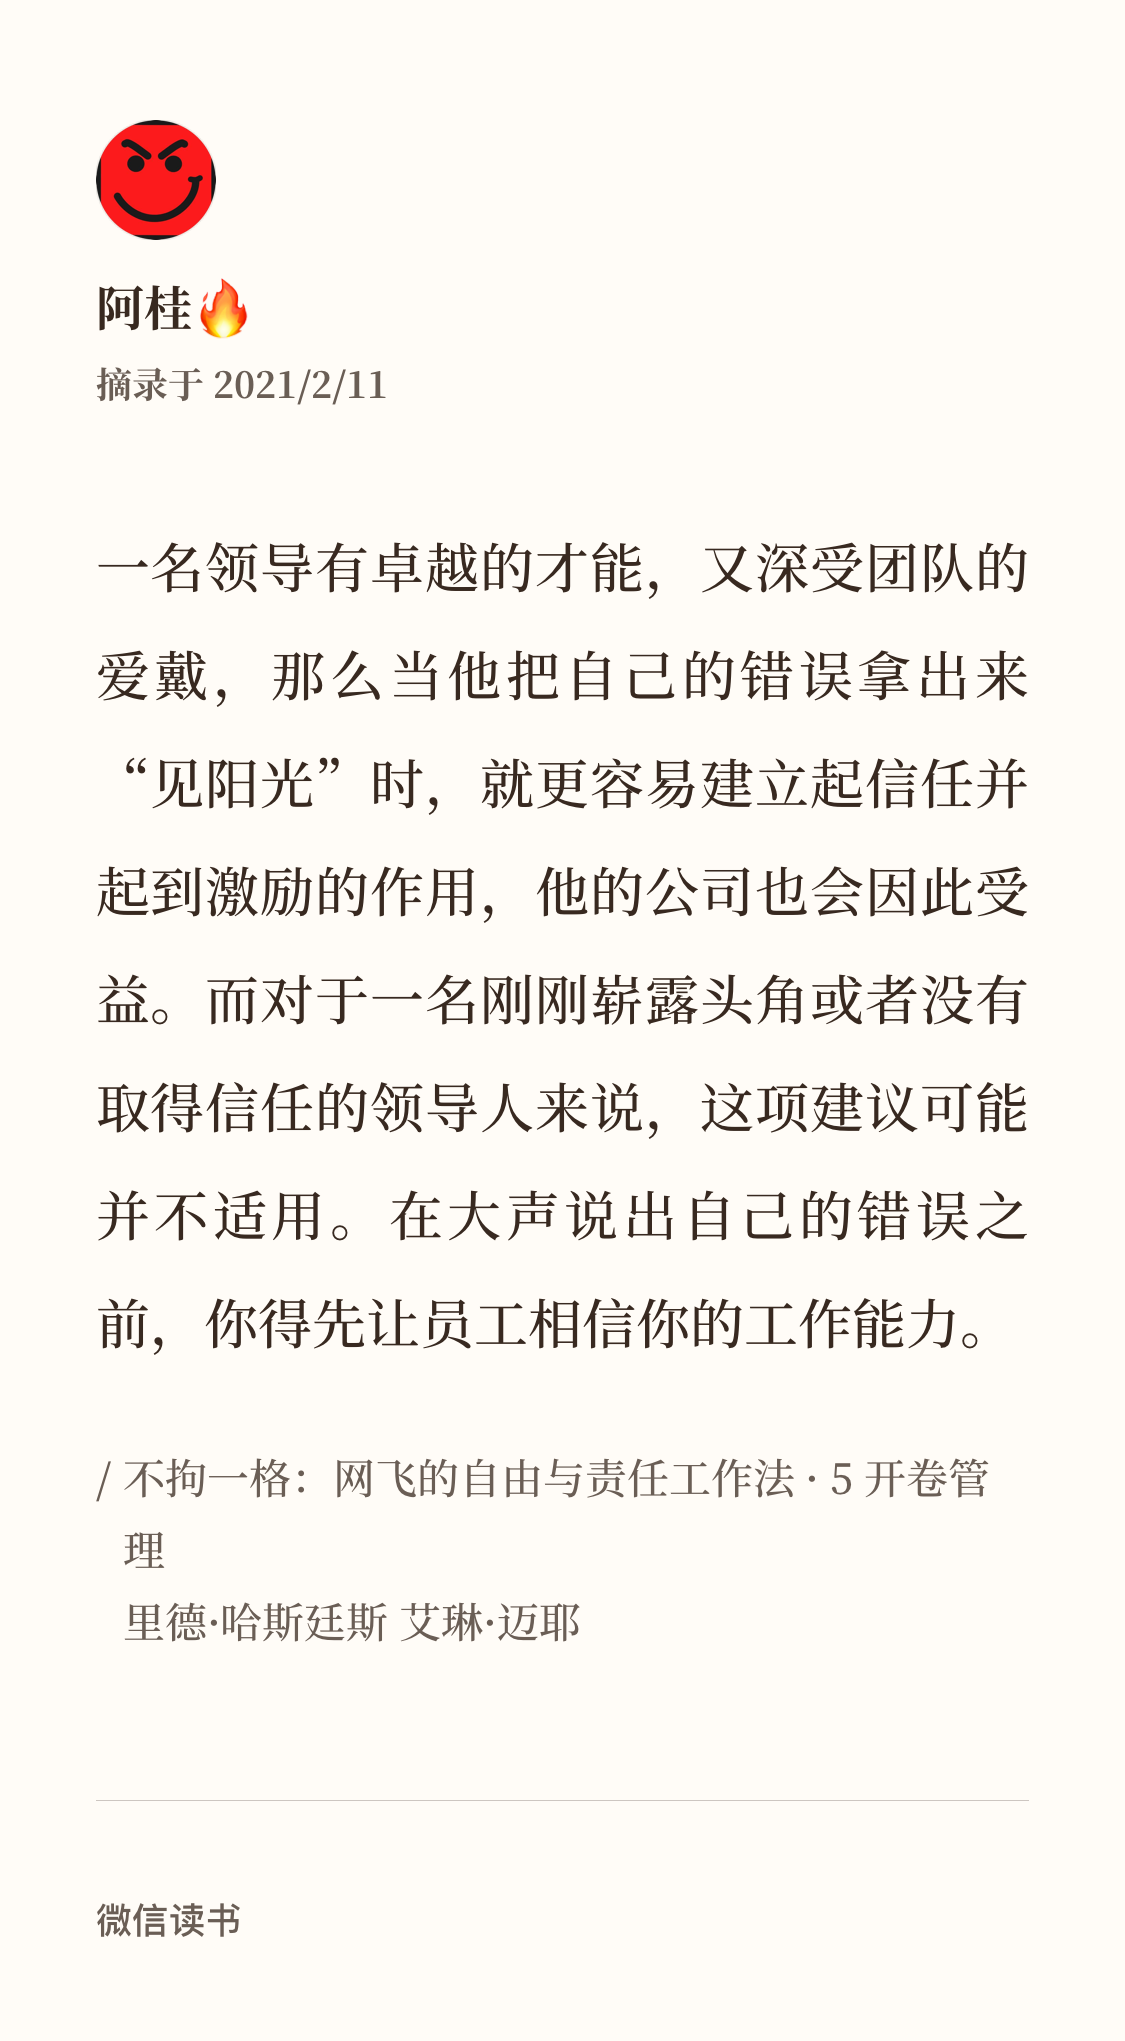 阿桂🔥
摘录于 2021/2/11
一名领导有卓越的才能，又深受团队的
爱戴，那么当他把自己的错误拿出来
“见阳光”时，就更容易建立起信任并
起到激励的作用，他的公司也会因此受
益。而对于一名刚刚崭露头角或者没有
取得信任的领导人来说，这项建议可能
并不适用。在大声说出自己的错误之
前，你得先让员工相信你的工作能力。
/ 不拘一格：网飞的自由与责任工作法 · 5 开卷管
理
里德·哈斯廷斯 艾琳·迈耶
微信读书